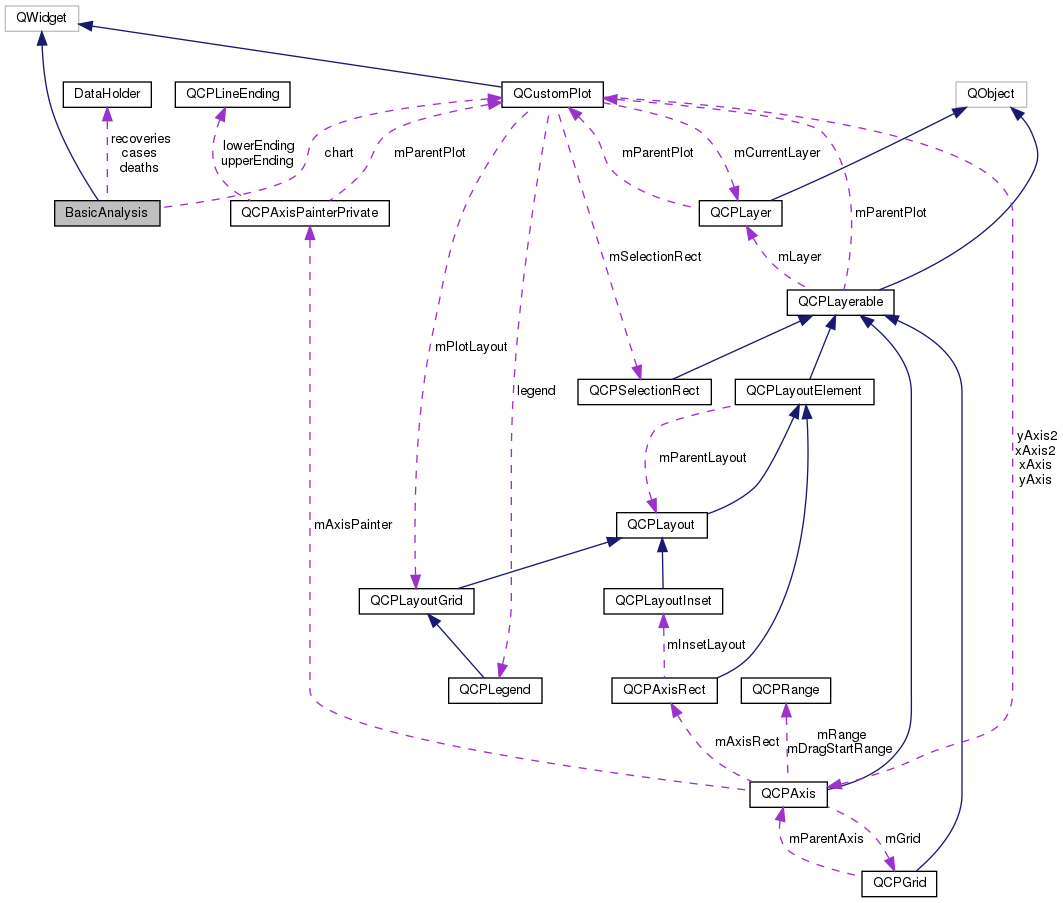 QWidget
DataHolder
QCPLineEnding
QCustomPlot
QObject
recoveries
cases
deaths
lowerEnding
upperEnding
chart
mParentPlot
mParentPlot
mCurrentLayer
BasicAnalysis
QCPAxisPainterPrivate
QCPLayer
mParentPlot
mSelectionRect
mLayer
QCPLayerable
mPlotLayout
legend
QCPSelectionRect
QCPLayoutElement
yAxis2
xAxis2
xAxis
yAxis
mParentLayout
mAxisPainter
QCPLayout
QCPLayoutGrid
QCPLayoutInset
mInsetLayout
QCPLegend
QCPAxisRect
QCPRange
mAxisRect
mRange
mDragStartRange
QCPAxis
mParentAxis
mGrid
QCPGrid